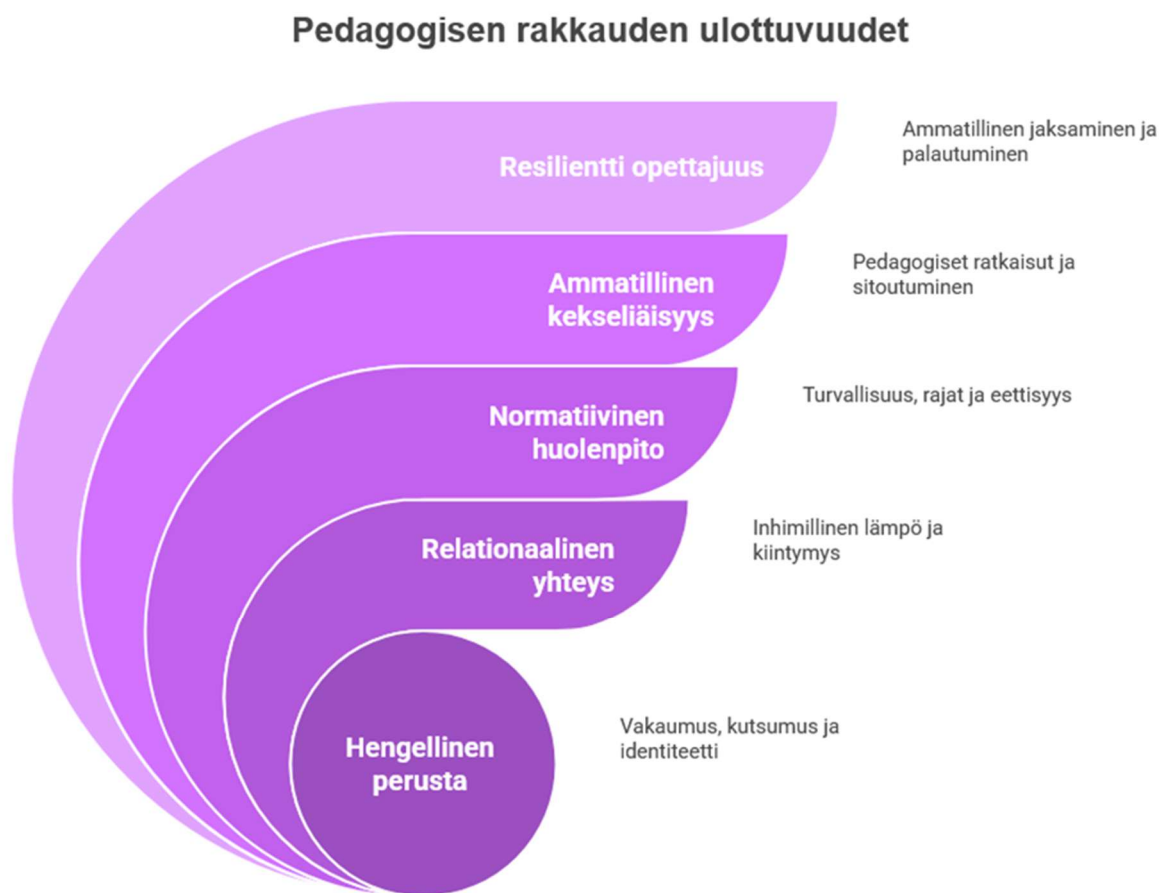 Pedagogisen rakkauden ulottuvuudet
Resilientti opettajuus
Ammatillinen jaksaminen ja
palautuminen
Ammatillinen
kekseliäisyys
Pedagogiset ratkaisut ja
sitoutuminen
Normatiivinen
huolenpito
Turvallisuus, rajat ja eettisyys
Relationaalinen
yhteys
Inhimillinen lämpö ja
kiintymys
Hengellinen
perusta
Vakaumus, kutsumus ja
identiteetti